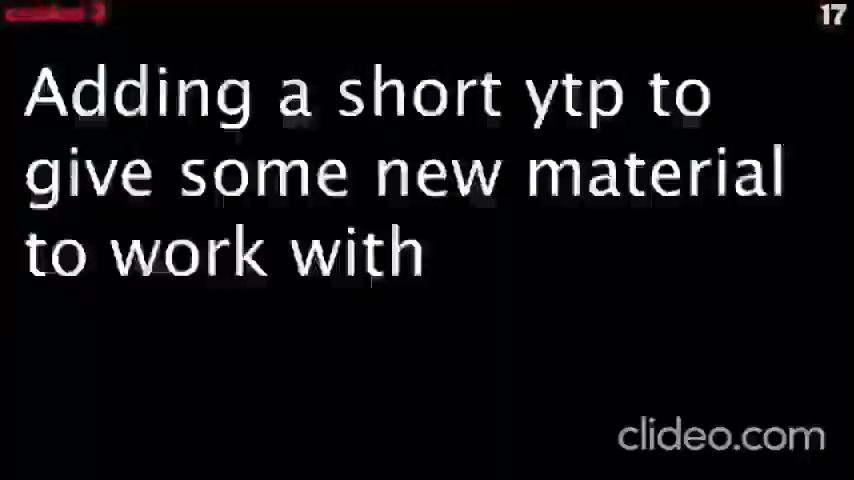 17
Adding a short ytp to
give some new material
to work with
clideo.com